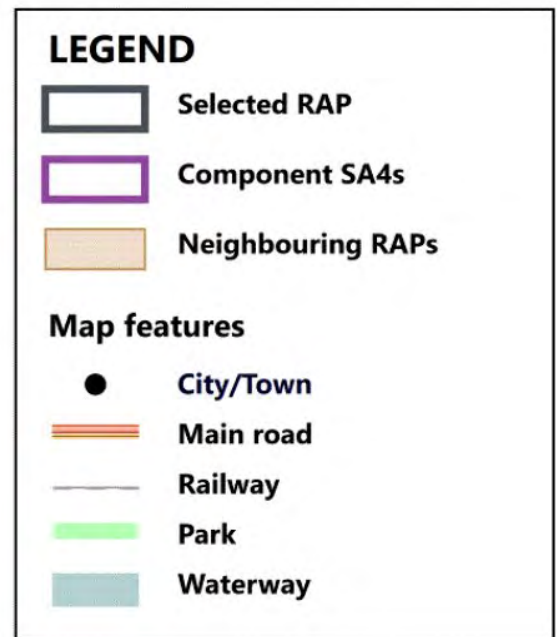 LEGEND
Selected RAP
Component SA4s
Neighbouring RAPs
Map features
City/Town
Main road
Railway
Park
Waterway